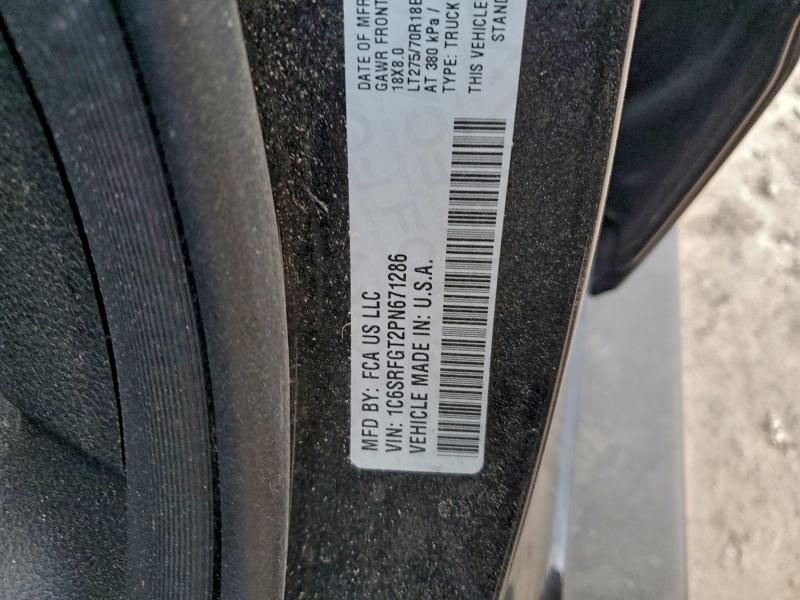 MFD BY: FCA US LLC
DATE OF MFR
GAWR FRONT
18X8.0
LT275/70R18E
AT 380 kPa /
TYPE: TRUCK
VIN: 1C6SRFGT2PN671286
VEHICLE MADE IN: U.S.A.
THIS VEHICLE
STAND